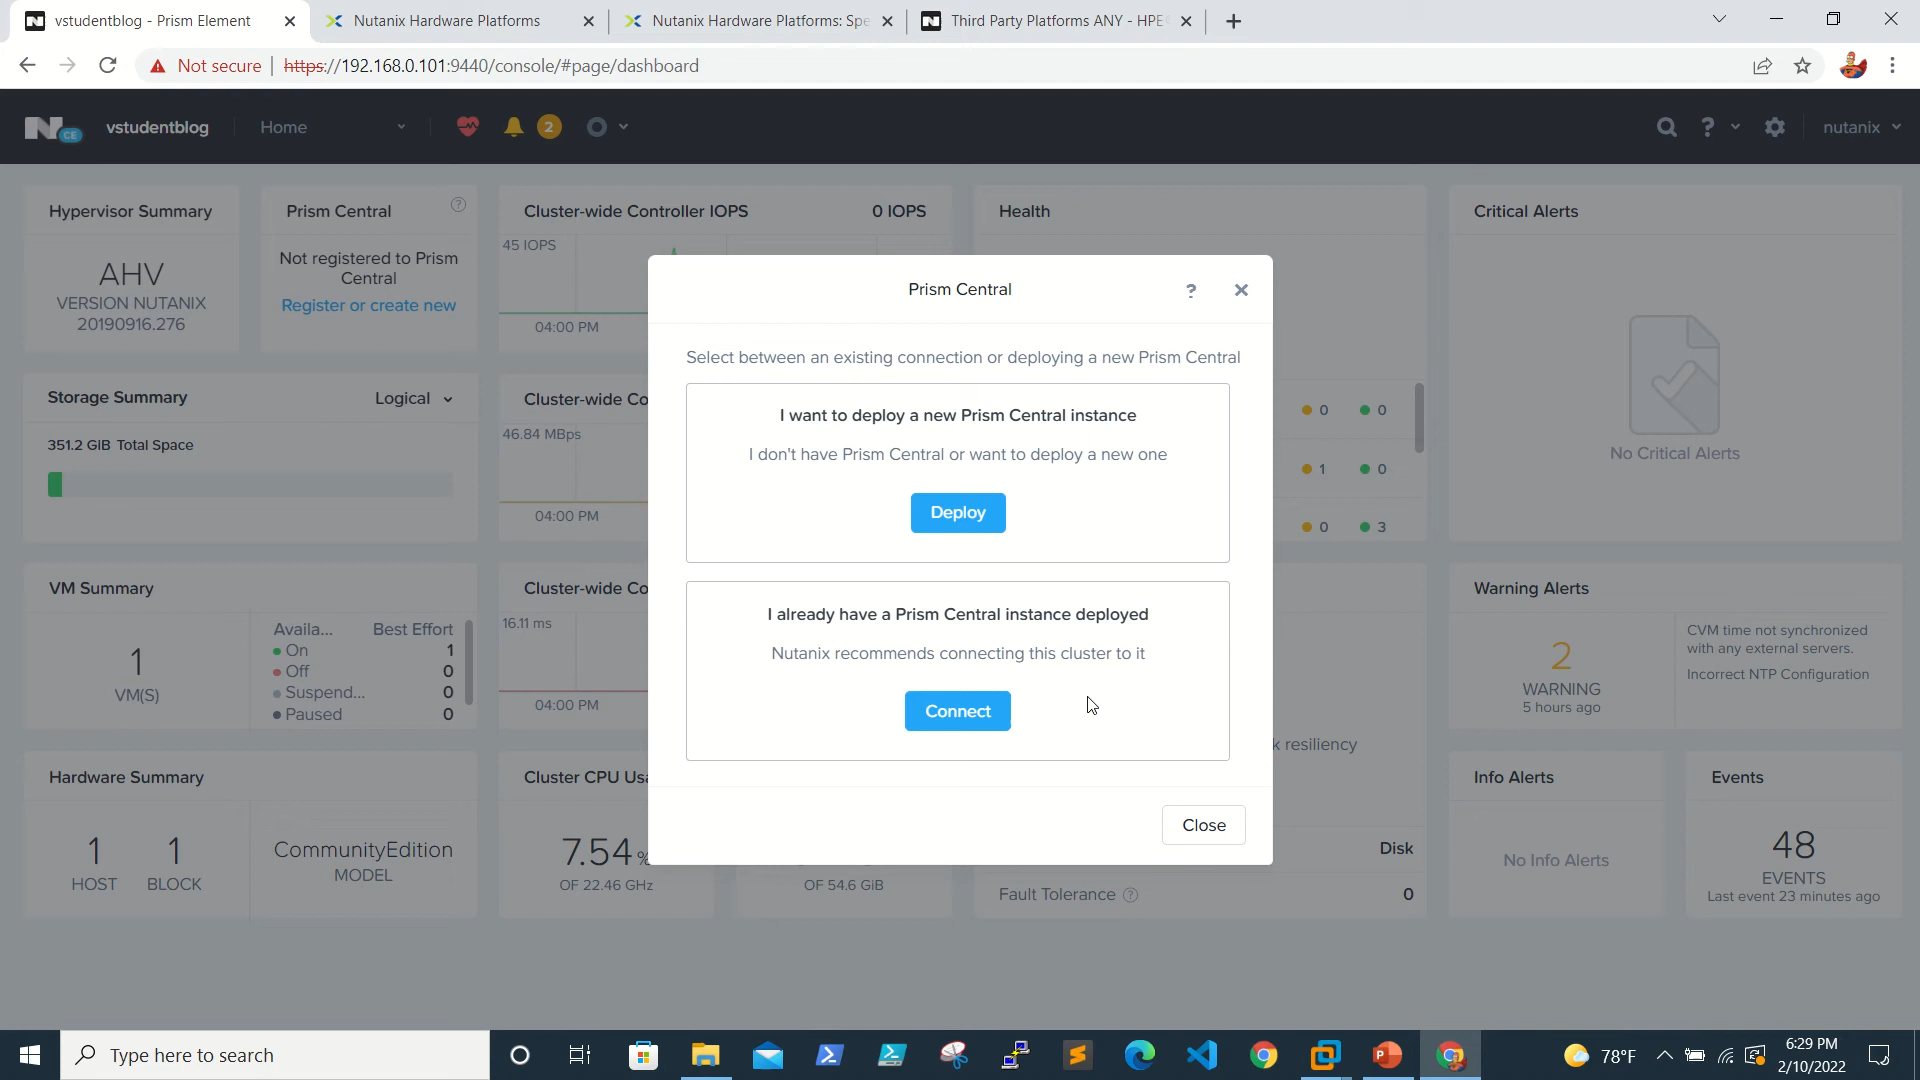 vstudentblog - Prism Element
Nutanix Hardware Platforms
Nutanix Hardware Platforms: Spe
Third Party Platforms ANY - HPE
Not secure
https://192.168.0.101:9440/console/#page/dashboard
N CE
vstudentblog
Home
2
?
nutanix
Hypervisor Summary
AHV
VERSION NUTANIX
20190916.276
Prism Central
?
Not registered to Prism
Central
Register or create new
Cluster-wide Controller IOPS
0 IOPS
45 IOPS
04:00 PM
Health
Critical Alerts
No Critical Alerts
Prism Central
?
Select between an existing connection or deploying a new Prism Central
I want to deploy a new Prism Central instance
I don't have Prism Central or want to deploy a new one
Deploy
I already have a Prism Central instance deployed
Nutanix recommends connecting this cluster to it
Connect
Close
Storage Summary
Logical
351.2 GiB Total Space
Cluster-wide Co
46.84 MBps
04:00 PM
0 0
1 0
0 3
VM Summary
1
VM(S)
Availa... Best Effort
On 1
Off 0
Suspend... 0
Paused 0
Cluster-wide Co
16.11 ms
04:00 PM
k resiliency
Warning Alerts
2
WARNING
5 hours ago
CVM time not synchronized
with any external servers.
Incorrect NTP Configuration
Hardware Summary
1
HOST
1
BLOCK
CommunityEdition
MODEL
Cluster CPU Usa
7.54 %
OF 22.46 GHz
OF 54.6 GiB
Disk
Fault Tolerance ?
0
Info Alerts
No Info Alerts
Events
48
EVENTS
Last event 23 minutes ago
Type here to search
78°F
6:29 PM
2/10/2022